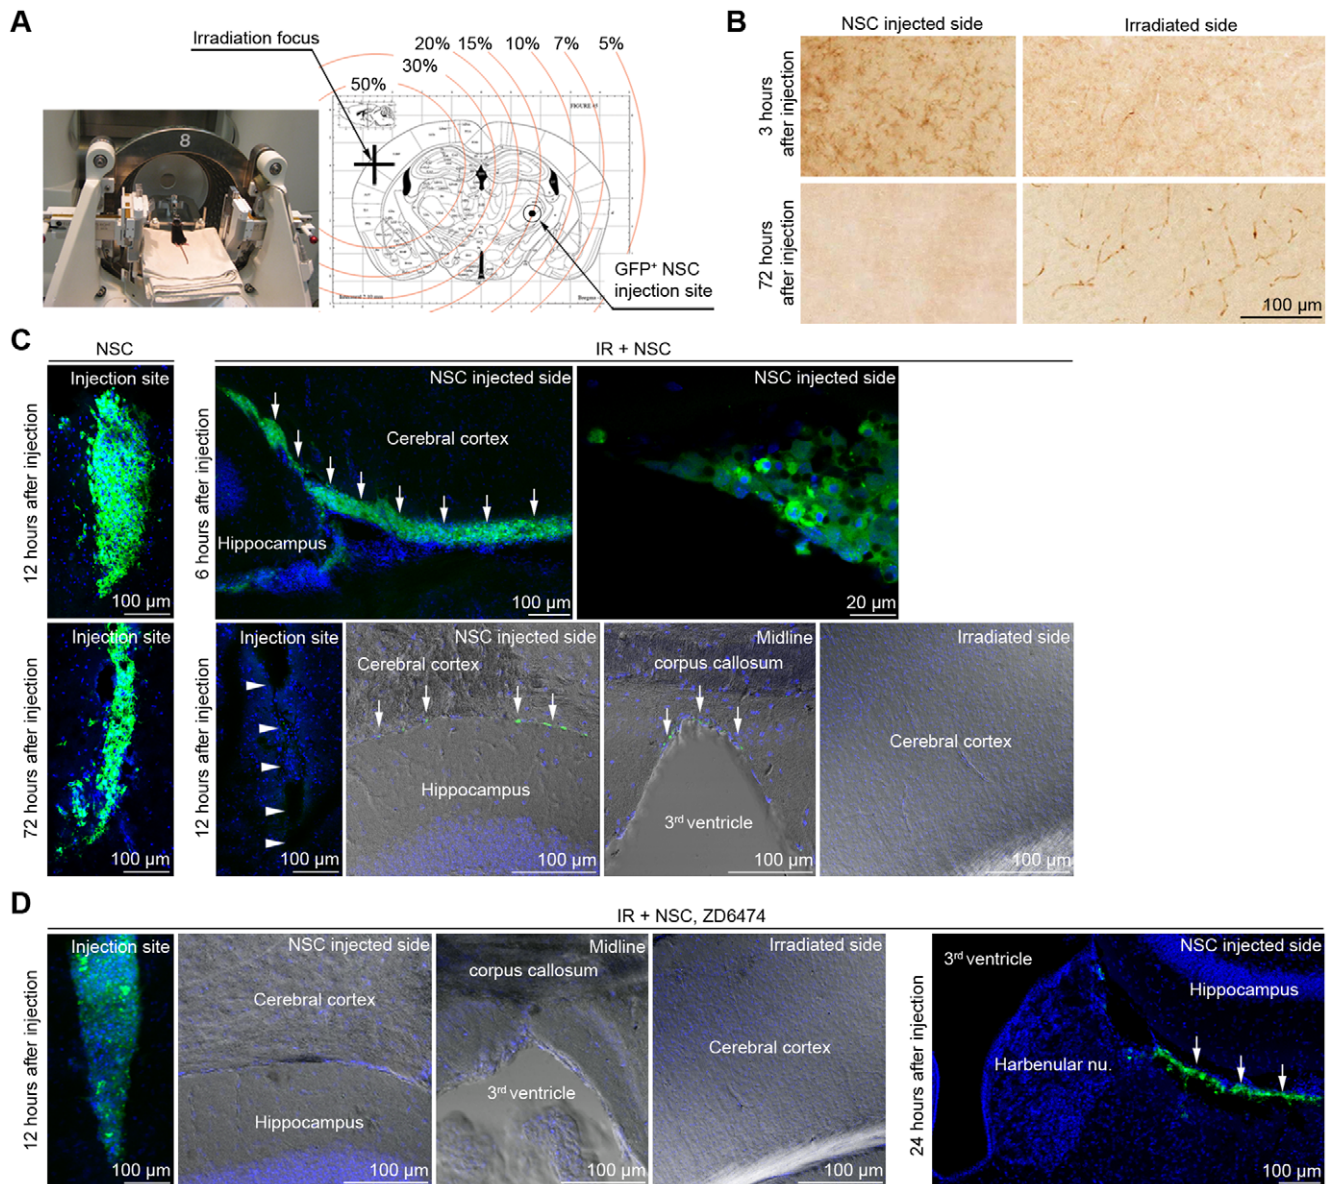 A
Irradiation focus
50%
30%
20%
15%
10%
7%
5%
8
FIGURE 45
GFP⁺ NSC
injection site
B
NSC injected side
Irradiated side
3 hours
after injection
72 hours
after injection
100 µm
C
NSC
IR + NSC
12 hours after injection
Injection site
100 µm
6 hours after injection
NSC injected side
Cerebral cortex
Hippocampus
100 µm
NSC injected side
20 µm
72 hours after injection
Injection site
100 µm
12 hours after injection
Injection site
100 µm
NSC injected side
Cerebral cortex
Hippocampus
100 µm
Midline
corpus callosum
3rd ventricle
100 µm
Irradiated side
Cerebral cortex
100 µm
D
IR + NSC, ZD6474
12 hours after injection
Injection site
100 µm
NSC injected side
Cerebral cortex
Hippocampus
100 µm
Midline
corpus callosum
3rd ventricle
100 µm
Irradiated side
Cerebral cortex
100 µm
24 hours after injection
NSC injected side
3rd ventricle
Hippocampus
Harbenular nu.
100 µm